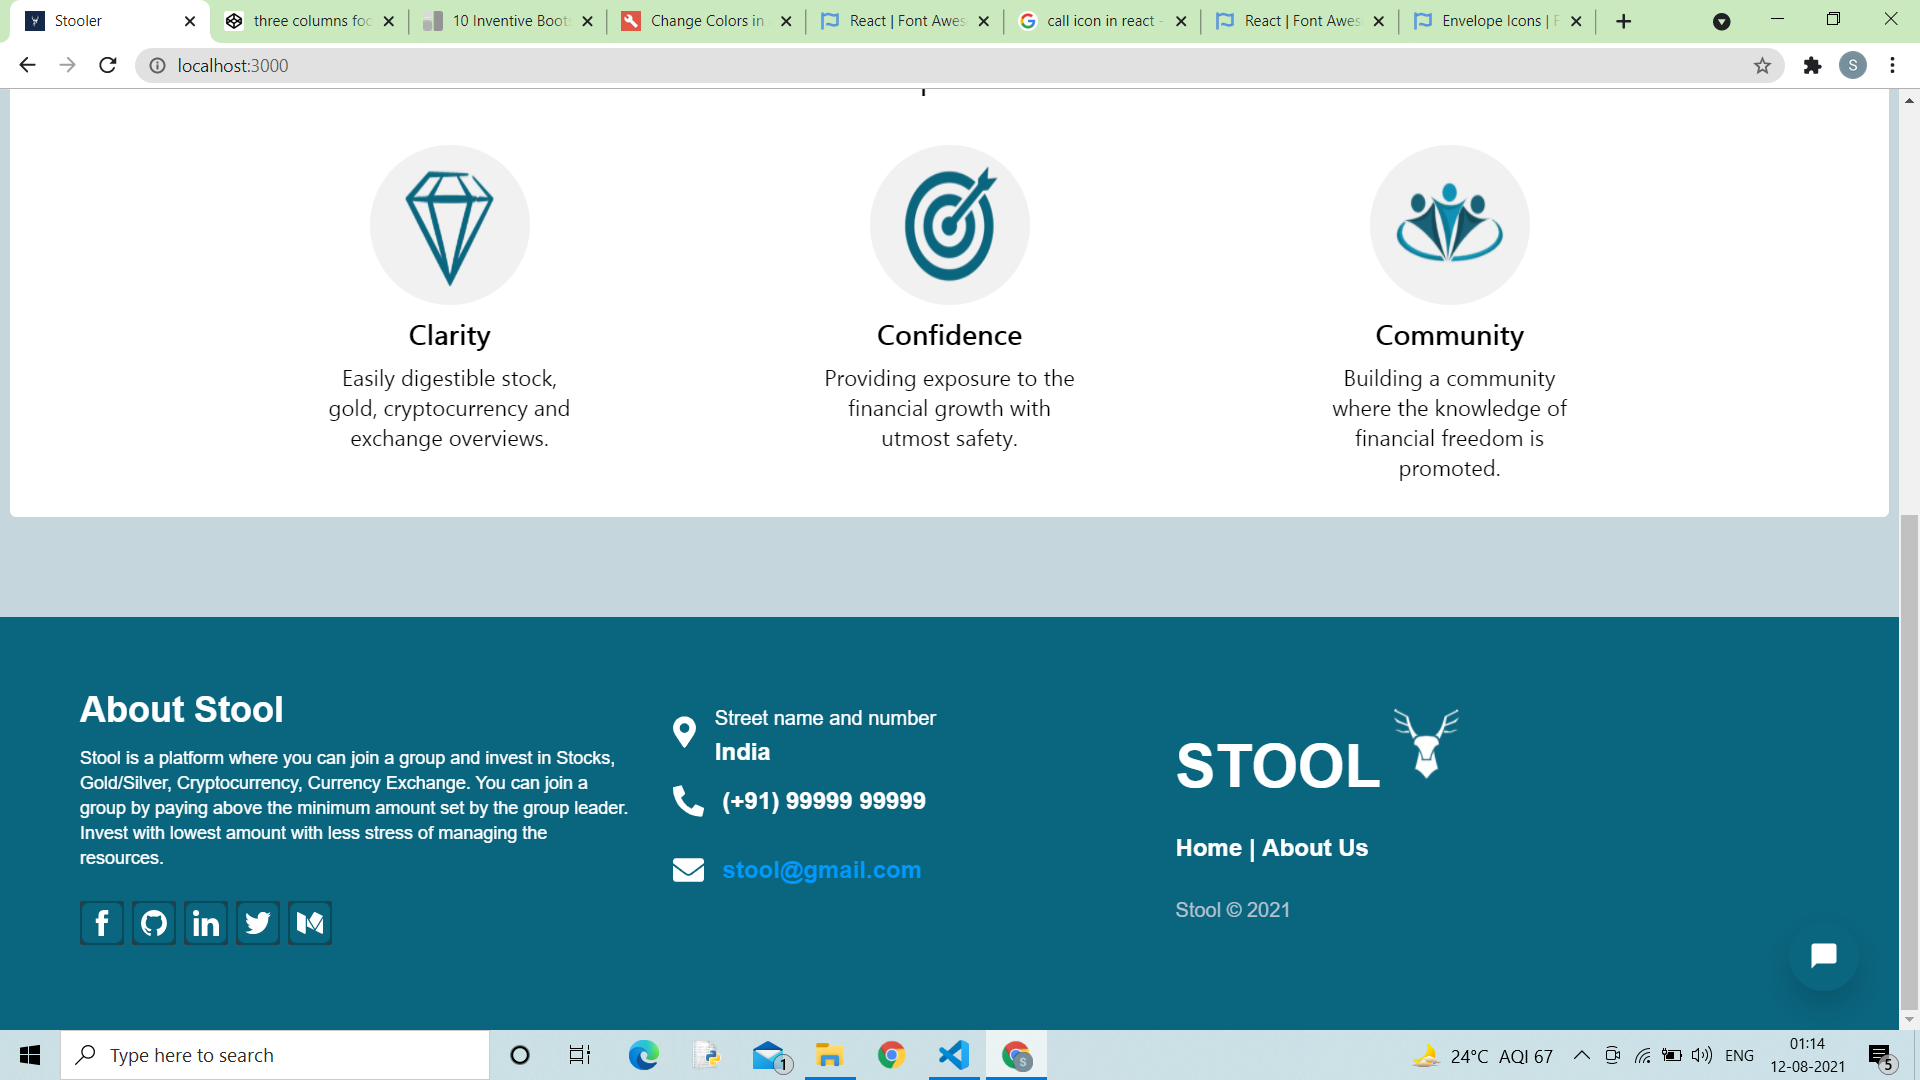 Stooler
three columns foo
10 Inventive Boots
Change Colors in
React | Font Awes
call icon in react -
React | Font Awes
Envelope Icons | F
localhost:3000
S
Clarity
Easily digestible stock,
gold, cryptocurrency and
exchange overviews.
Confidence
Providing exposure to the
financial growth with
utmost safety.
Community
Building a community
where the knowledge of
financial freedom is
promoted.
About Stool
Stool is a platform where you can join a group and invest in Stocks,
Gold/Silver, Cryptocurrency, Currency Exchange. You can join a
group by paying above the minimum amount set by the group leader.
Invest with lowest amount with less stress of managing the
resources.
Street name and number
India
(+91) 99999 99999
stool@gmail.com
STOOL
Home | About Us
Stool © 2021
Type here to search
1
S
24°C AQI 67
ENG
01:14
12-08-2021
5